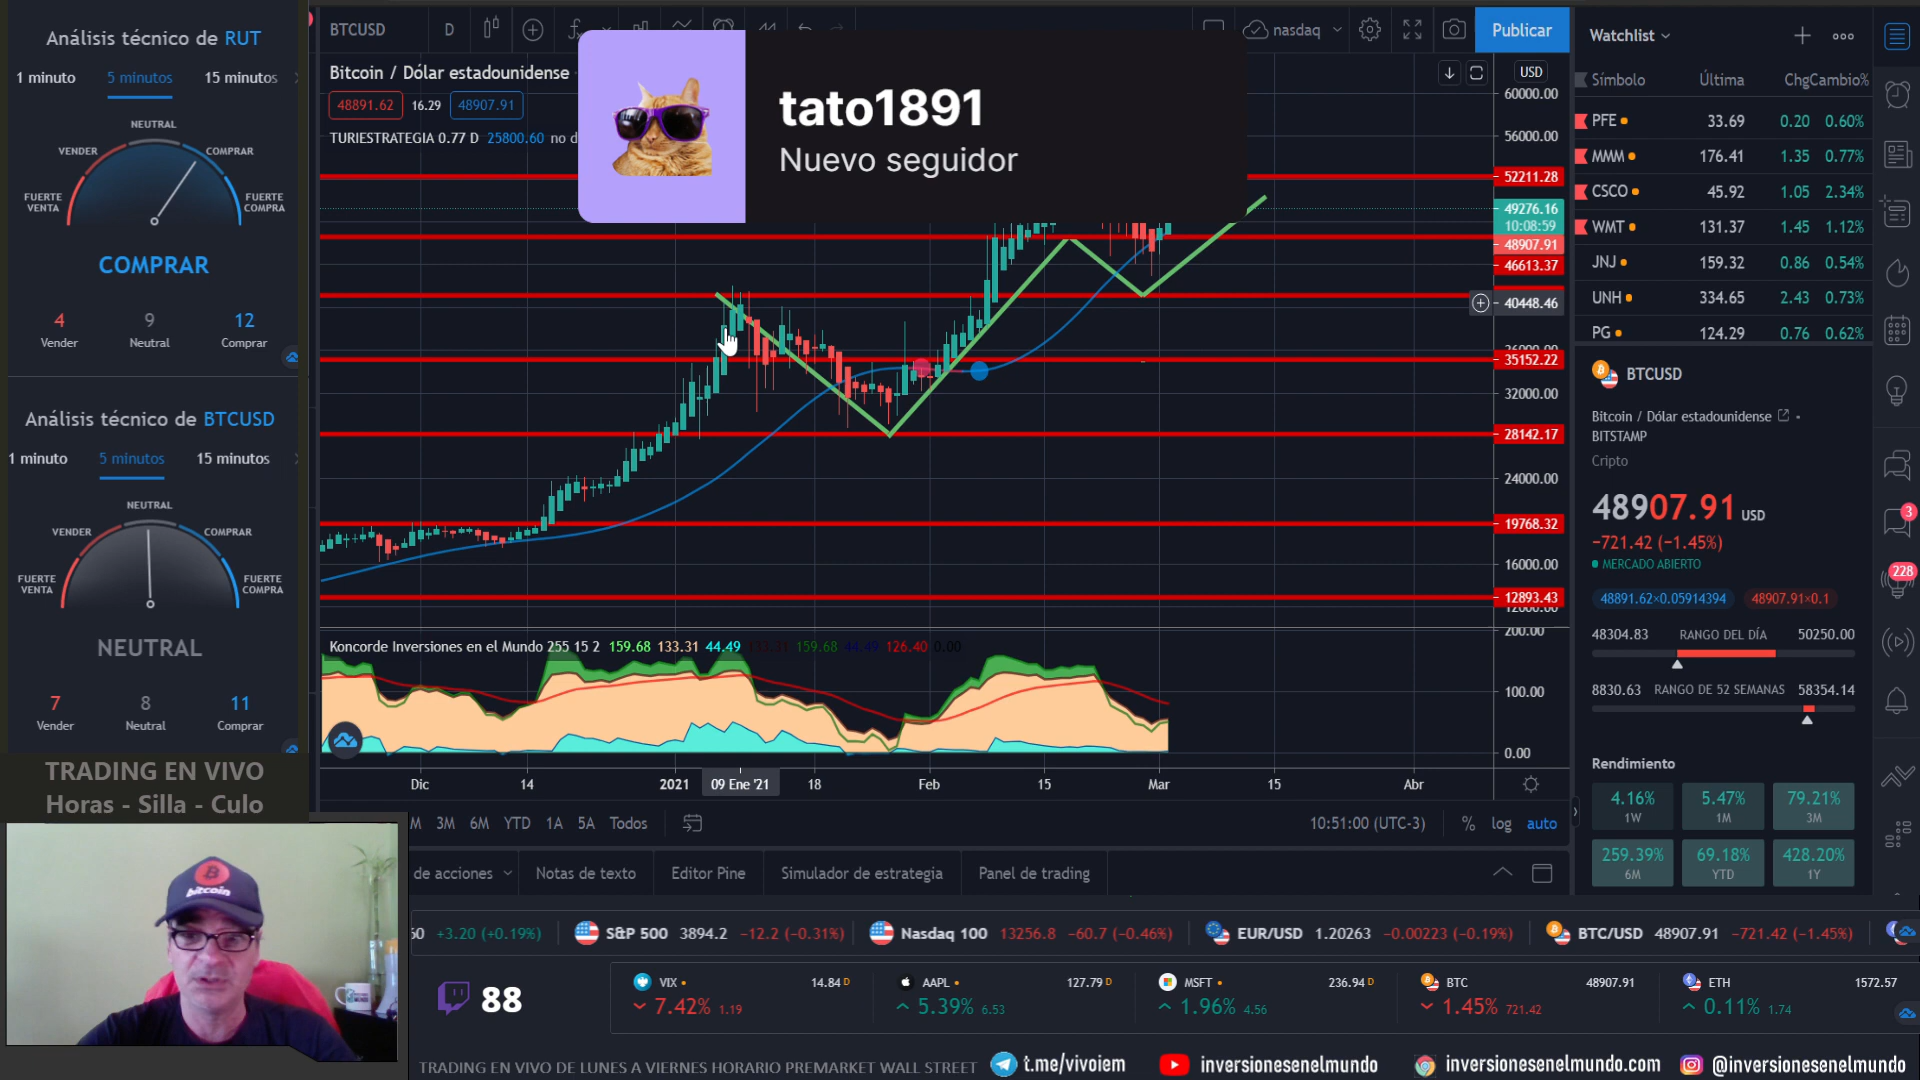 Análisis técnico de RUT
1 minuto
5 minutos
15 minutos
NEUTRAL
VENDER
COMPRAR
FUERTE VENTA
FUERTE COMPRA
COMPRAR
4
9
12
Vender
Neutral
Comprar
Análisis técnico de BTCUSD
1 minuto
5 minutos
15 minutos
NEUTRAL
VENDER
COMPRAR
FUERTE VENTA
FUERTE COMPRA
NEUTRAL
7
8
11
Vender
Neutral
Comprar
TRADING EN VIVO
Horas - Silla - Culo
bitcoin
BTCUSD
D
nasdaq
Publicar
Bitcoin / Dólar estadounidense
48891.62
16.29
48907.91
TURIESTRATEGIA 0.77 D 25800.60 no d
tato1891
Nuevo seguidor
USD
60000.00
56000.00
52211.28
49276.16
10:08:59
48907.91
46613.37
40448.46
35152.22
32000.00
28142.17
24000.00
19768.32
16000.00
12893.43
200.00
100.00
0.00
Koncorde Inversiones en el Mundo 255 15 2 159.68 133.31 44.49 133.31 159.68 44.49 126.40 0.00
Dic
14
2021
09 Ene '21
18
Feb
15
Mar
15
Abr
M
3M
6M
YTD
1A
5A
Todos
10:51:00 (UTC-3)
%
log
auto
de acciones
Notas de texto
Editor Pine
Simulador de estrategia
Panel de trading
Watchlist
Símbolo
Última
Chg
Cambio%
PFE 33.69 0.20 0.60%
MMM 176.41 1.35 0.77%
CSCO 45.92 1.05 2.34%
WMT 131.37 1.45 1.12%
JNJ 159.32 0.86 0.54%
UNH 334.65 2.43 0.73%
PG 124.29 0.76 0.62%
BTCUSD
Bitcoin / Dólar estadounidense
BITSTAMP
Cripto
48907.91 USD
−721.42 (−1.45%)
MERCADO ABIERTO
48891.62×0.05914394
48907.91×0.1
48304.83 RANGO DEL DÍA 50250.00
8830.63 RANGO DE 52 SEMANAS 58354.14
Rendimiento
4.16%
1W
5.47%
1M
79.21%
3M
259.39%
6M
69.18%
YTD
428.20%
1Y
3
228
+3.20 (+0.19%)
S&P 500 3894.2 −12.2 (−0.31%)
Nasdaq 100 13256.8 −60.7 (−0.46%)
EUR/USD 1.20263 −0.00223 (−0.19%)
BTC/USD 48907.91 −721.42 (−1.45%)
88
VIX 14.84 D
7.42% 1.19
AAPL 127.79 D
5.39% 6.53
MSFT 236.94 D
1.96% 4.56
BTC 48907.91
1.45% 721.42
ETH 1572.57
0.11% 1.74
TRADING EN VIVO DE LUNES A VIERNES HORARIO PREMARKET WALL STREET
t.me/vivoiem
inversionesenelmundo
inversionesenelmundo.com
@inversionesenelmundo